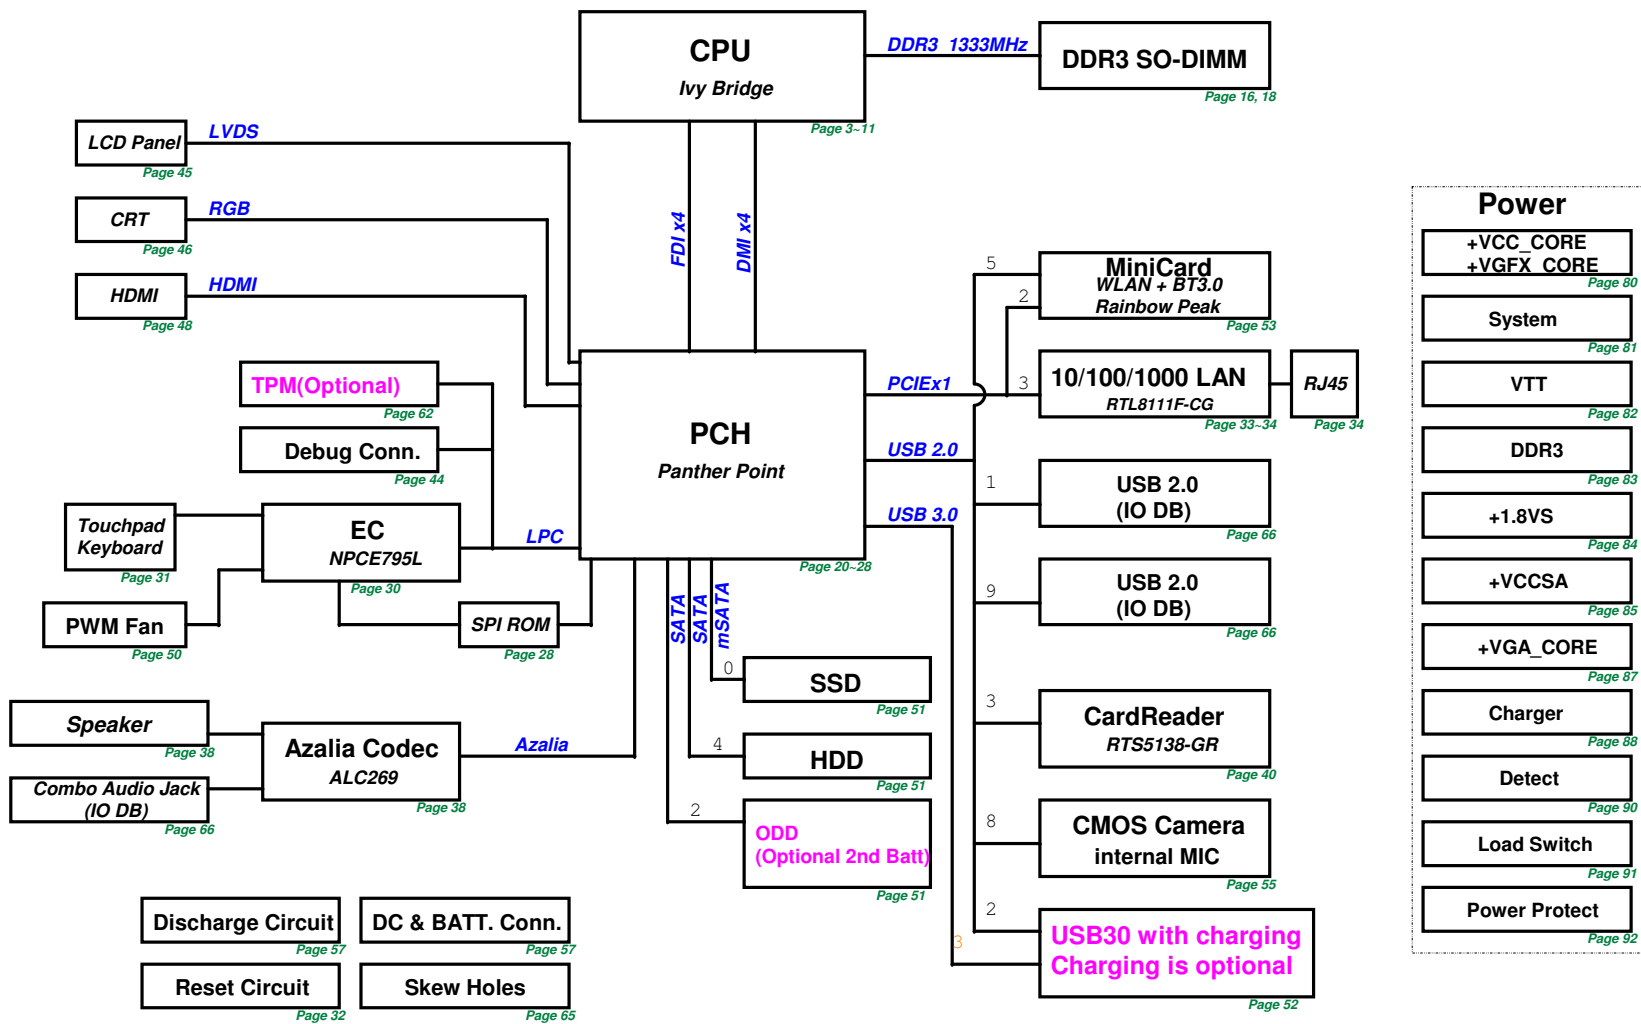 CPU
Ivy Bridge
Page 3~11
DDR3 1333MHz
DDR3 SO-DIMM
Page 16, 18
LCD Panel
Page 45
LVDS
CRT
Page 46
RGB
HDMI
Page 48
HDMI
FDI x4
DMI x4
TPM(Optional)
Page 62
Debug Conn.
Page 44
Touchpad
Keyboard
Page 31
EC
NPCE795L
Page 30
LPC
PWM Fan
Page 50
SPI ROM
Page 28
PCH
Panther Point
Page 20~28
PCIEx1
USB 2.0
USB 3.0
5
2
MiniCard
WLAN + BT3.0
Rainbow Peak
Page 53
3
10/100/1000 LAN
RTL8111F-CG
Page 33~34
RJ45
Page 34
1
USB 2.0
(IO DB)
Page 66
9
USB 2.0
(IO DB)
Page 66
3
CardReader
RTS5138-GR
Page 40
8
CMOS Camera
internal MIC
Page 55
2
3
USB30 with charging
Charging is optional
Page 52
SATA
SATA
mSATA
0
SSD
Page 51
4
HDD
Page 51
2
ODD
(Optional 2nd Batt)
Page 51
Speaker
Page 38
Combo Audio Jack
(IO DB)
Page 66
Azalia Codec
ALC269
Page 38
Azalia
Discharge Circuit
Page 57
DC & BATT. Conn.
Page 57
Reset Circuit
Page 32
Skew Holes
Page 65
Power
+VCC_CORE
+VGFX_CORE
Page 80
System
Page 81
VTT
Page 82
DDR3
Page 83
+1.8VS
Page 84
+VCCSA
Page 85
+VGA_CORE
Page 87
Charger
Page 88
Detect
Page 90
Load Switch
Page 91
Power Protect
Page 92